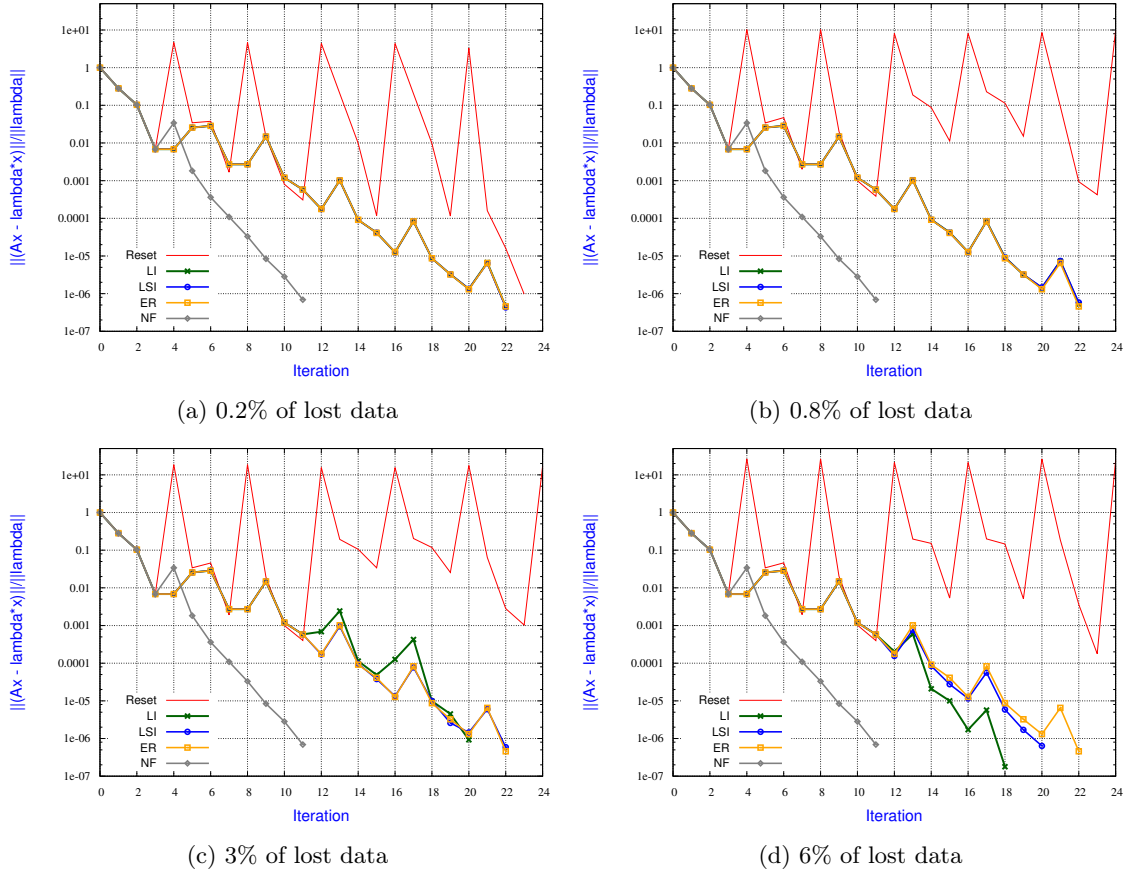 ||(Ax - lambda*x)||/||lambda||
1e+01
1
0.1
0.01
0.001
0.0001
1e-05
1e-06
1e-07
Reset
LI
LSI
ER
NF
0 2 4 6 8 10 12 14 16 18 20 22 24
Iteration
(a) 0.2% of lost data
||(Ax - lambda*x)||/||lambda||
1e+01
1
0.1
0.01
0.001
0.0001
1e-05
1e-06
1e-07
Reset
LI
LSI
ER
NF
0 2 4 6 8 10 12 14 16 18 20 22 24
Iteration
(b) 0.8% of lost data
||(Ax - lambda*x)||/||lambda||
1e+01
1
0.1
0.01
0.001
0.0001
1e-05
1e-06
1e-07
Reset
LI
LSI
ER
NF
0 2 4 6 8 10 12 14 16 18 20 22 24
Iteration
(c) 3% of lost data
||(Ax - lambda*x)||/||lambda||
1e+01
1
0.1
0.01
0.001
0.0001
1e-05
1e-06
1e-07
Reset
LI
LSI
ER
NF
0 2 4 6 8 10 12 14 16 18 20 22 24
Iteration
(d) 6% of lost data